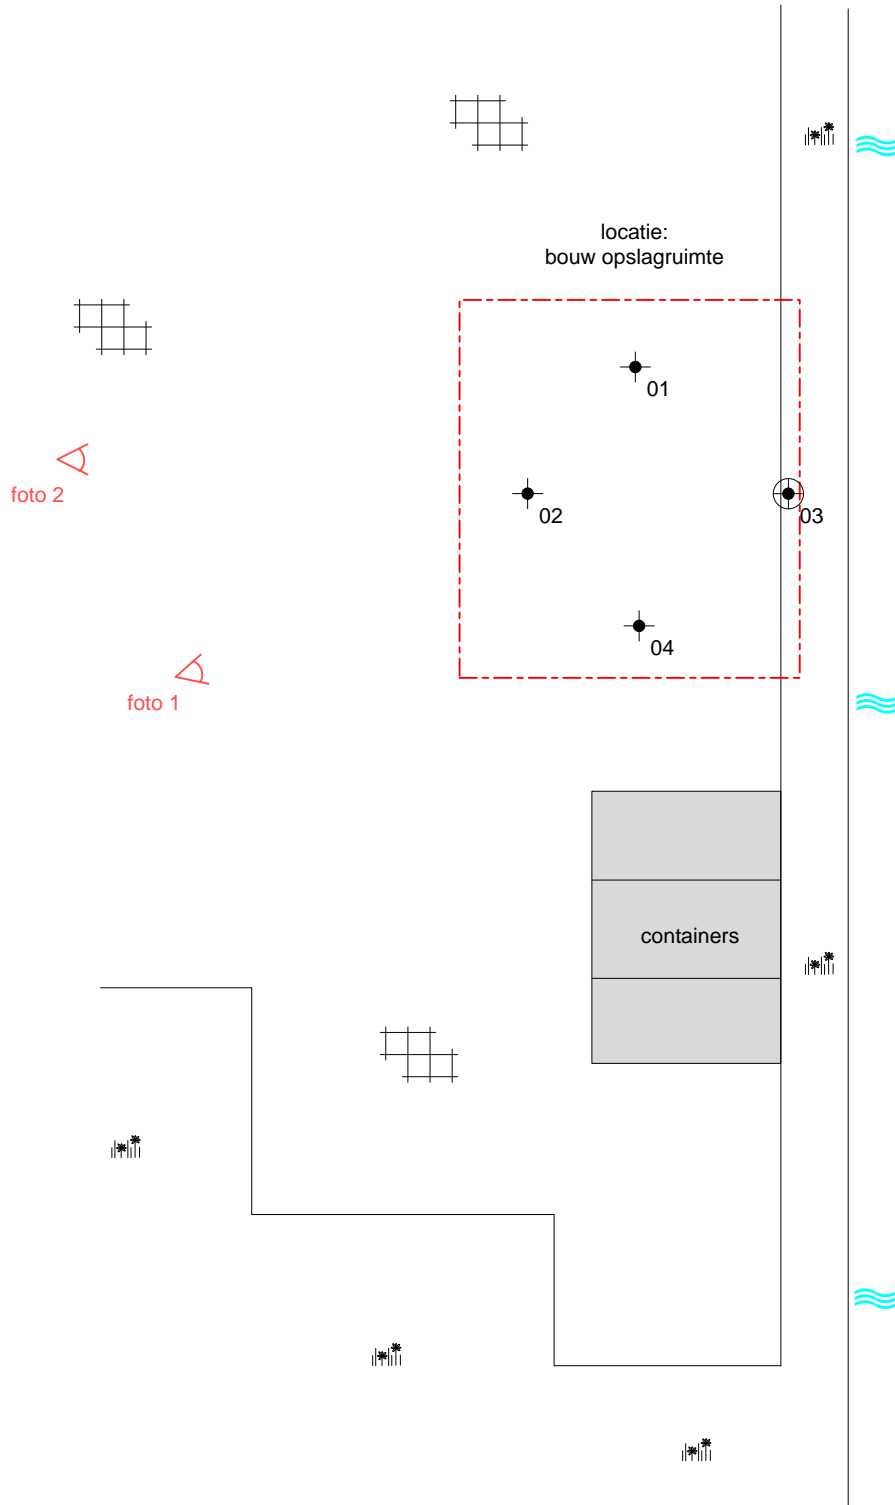 locatie:
bouw opslagruimte
01
foto 2
02
03
04
foto 1
containers